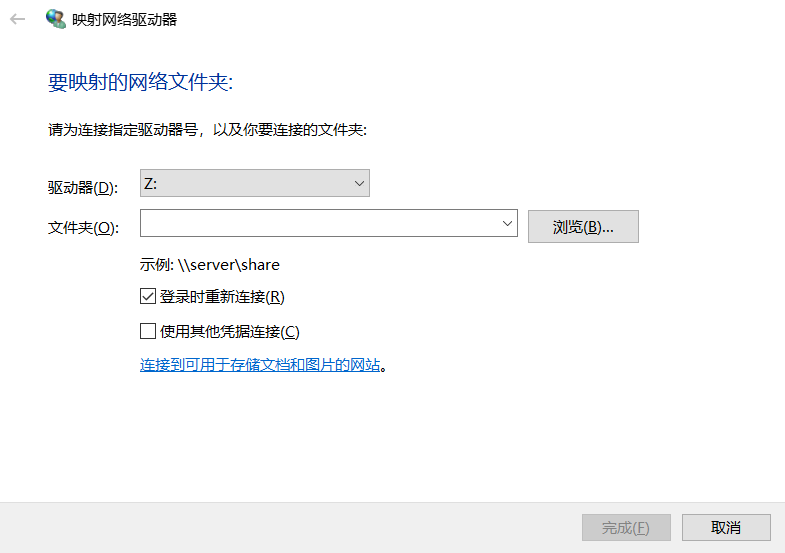 映射网络驱动器
要映射的网络文件夹:
请为连接指定驱动器号，以及你要连接的文件夹:
驱动器(D): Z:
文件夹(O): 浏览(B)...
示例: \\server\share
登录时重新连接(R)
使用其他凭据连接(C)
连接到可用于存储文档和图片的网站。
完成(F) 取消